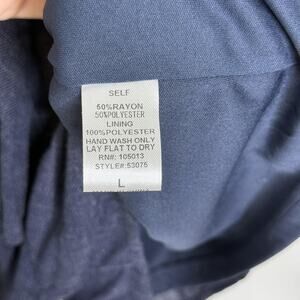 SELF
50%RAYON
50%POLYESTER
LINING
100%POLYESTER
HAND WASH ONLY
LAY FLAT TO DRY
RN#: 105013
STYLE#:53075
L